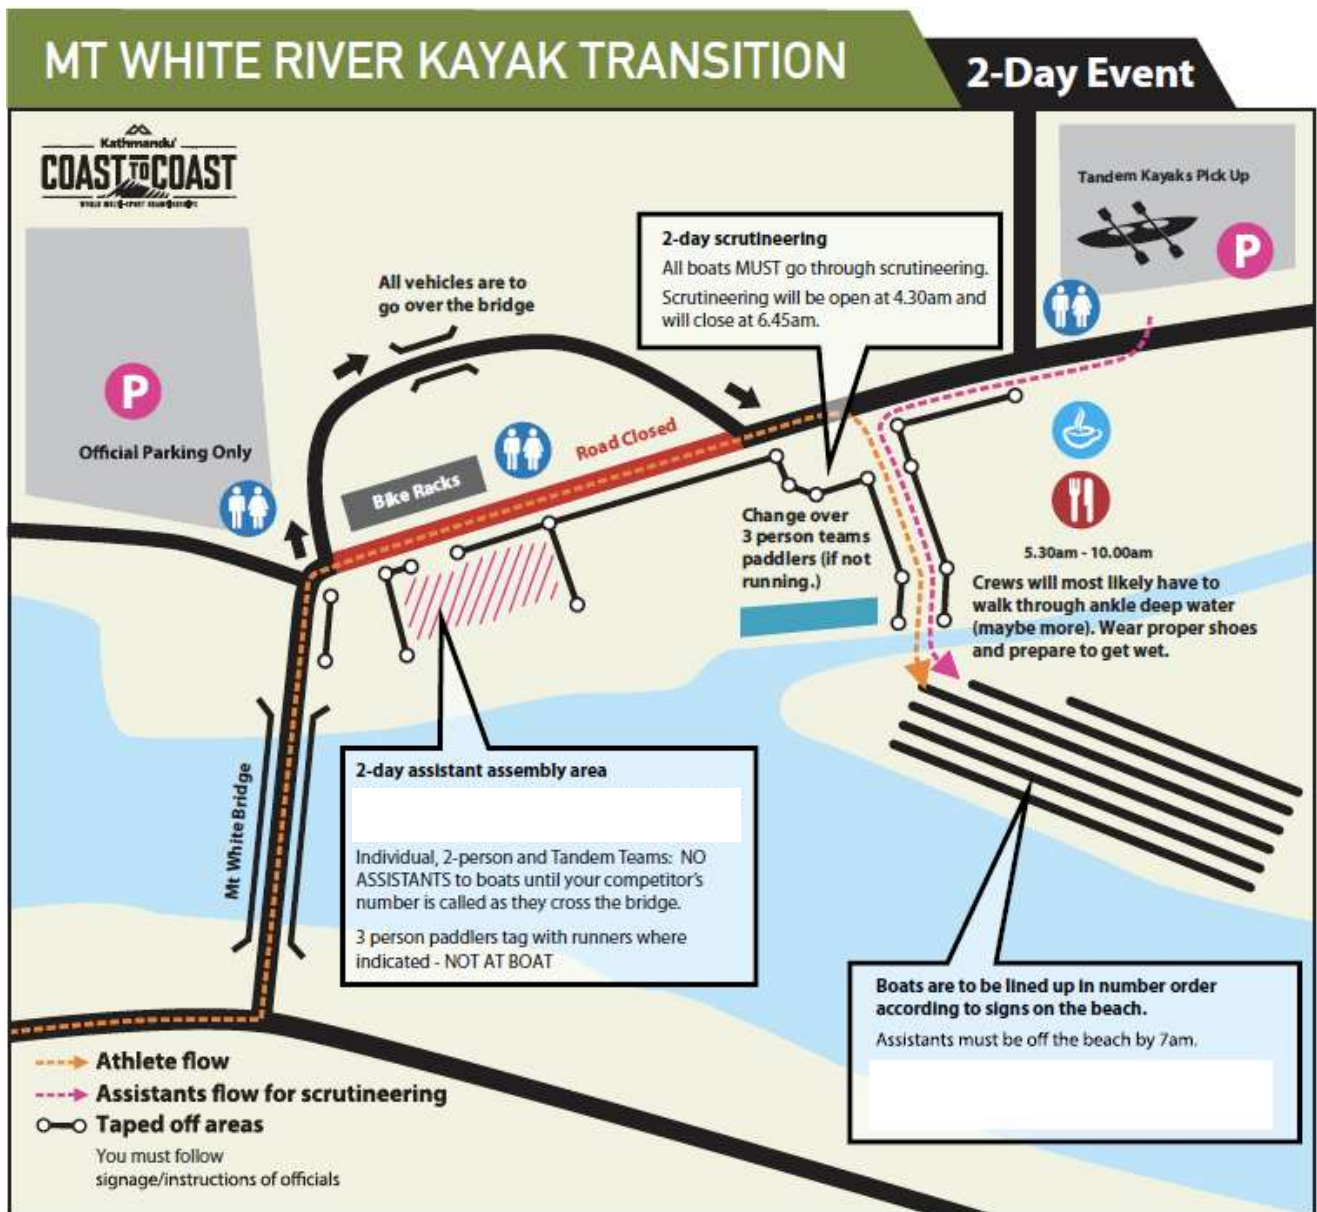 MT WHITE RIVER KAYAK TRANSITION
2-Day Event
Kathmandu
COAST TO COAST
WORLD MULTI-SPORT CHAMPIONSHIPS
Tandem Kayaks Pick Up
P
2-day scrutineering
All boats MUST go through scrutineering.
Scrutineering will be open at 4.30am and
will close at 6.45am.
All vehicles are to
go over the bridge
P
Official Parking Only
Road Closed
Bike Racks
Change over
3 person teams
paddlers (if not
running.)
5.30am - 10.00am
Crews will most likely have to
walk through ankle deep water
(maybe more). Wear proper shoes
and prepare to get wet.
Mt White Bridge
2-day assistant assembly area
Individual, 2-person and Tandem Teams: NO
ASSISTANTS to boats until your competitor's
number is called as they cross the bridge.
3 person paddlers tag with runners where
indicated - NOT AT BOAT
Boats are to be lined up in number order
according to signs on the beach.
Assistants must be off the beach by 7am.
Athlete flow
Assistants flow for scrutineering
Taped off areas
You must follow
signage/instructions of officials